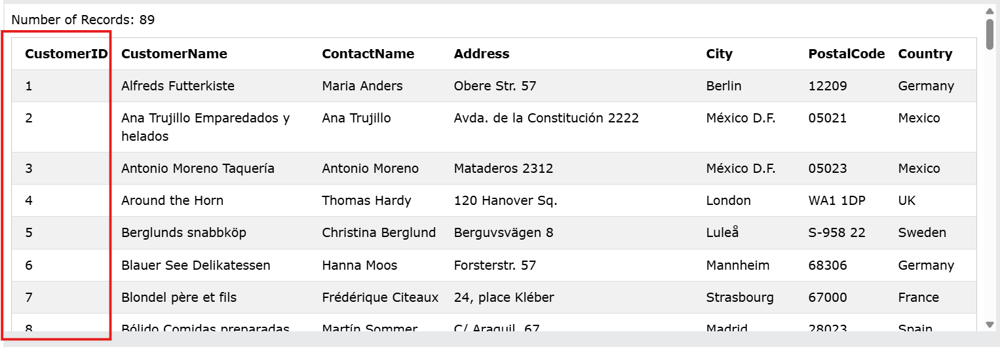 Number of Records: 89
CustomerID CustomerName ContactName Address City PostalCode Country
1 Alfreds Futterkiste Maria Anders Obere Str. 57 Berlin 12209 Germany
2 Ana Trujillo Emparedados y Ana Trujillo Avda. de la Constitución 2222 México D.F. 05021 Mexico
helados
3 Antonio Moreno Taquería Antonio Moreno Mataderos 2312 México D.F. 05023 Mexico
4 Around the Horn Thomas Hardy 120 Hanover Sq. London WA1 1DP UK
5 Berglunds snabbköp Christina Berglund Berguvsvägen 8 Luleå S-958 22 Sweden
6 Blauer See Delikatessen Hanna Moos Forsterstr. 57 Mannheim 68306 Germany
7 Blondel père et fils Frédérique Citeaux 24, place Kléber Strasbourg 67000 France
8 Bólido Comidas preparadas Martín Sommer C/ Araquil, 67 Madrid 28023 Spain